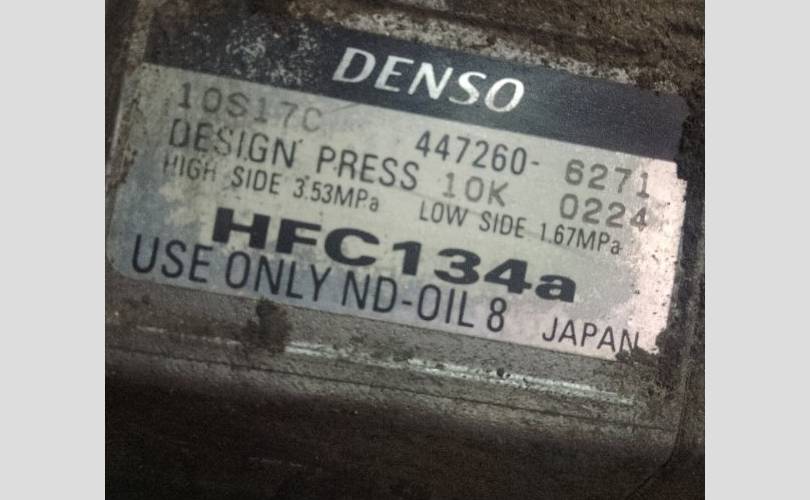 DENSO
10S17C 447260- 6271
DESIGN PRESS 10K 0224
HIGH SIDE 3.53MPa LOW SIDE 1.67MPa
HFC134a
USE ONLY ND-OIL 8 JAPAN